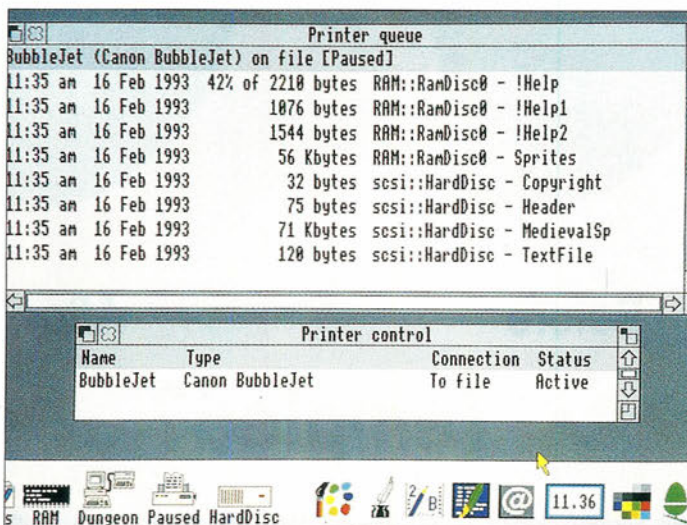 Printer queue
BubbleJet (Canon BubbleJet) on file [Paused]
11:35 am 16 Feb 1993 42% of 2210 bytes RAM::RamDisc0 - !Help
11:35 am 16 Feb 1993 1076 bytes RAM::RamDisc0 - !Help1
11:35 am 16 Feb 1993 1544 bytes RAM::RamDisc0 - !Help2
11:35 am 16 Feb 1993 56 Kbytes RAM::RamDisc0 - Sprites
11:35 am 16 Feb 1993 32 bytes scsi::HardDisc - Copyright
11:35 am 16 Feb 1993 75 bytes scsi::HardDisc - Header
11:35 am 16 Feb 1993 71 Kbytes scsi::HardDisc - MedievalSp
11:35 am 16 Feb 1993 120 bytes scsi::HardDisc - TextFile
Printer control
Name Type Connection Status
BubbleJet Canon BubbleJet To file Active
2 B @ 11.36
s RAM Dungeon Paused HardDisc